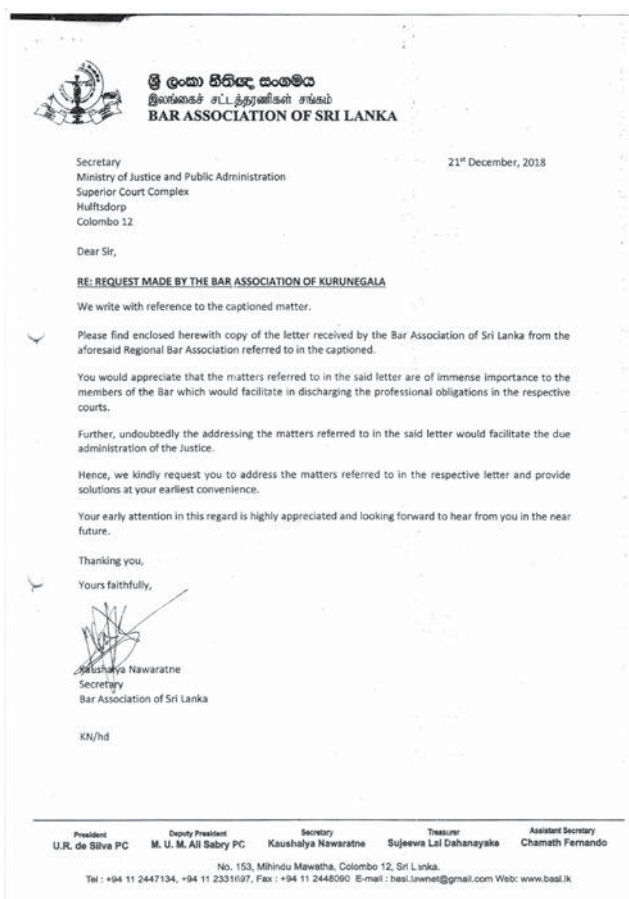 ශ්‍රී ලංකා නීතිඥ සංගමය
இலங்கைச் சட்டத்தரணிகள் சங்கம்
BAR ASSOCIATION OF SRI LANKA
Secretary 21st December, 2018
Ministry of Justice and Public Administration
Superior Court Complex
Hulftsdorp
Colombo 12
Dear Sir,
RE: REQUEST MADE BY THE BAR ASSOCIATION OF KURUNEGALA
We write with reference to the captioned matter.
Please find enclosed herewith copy of the letter received by the Bar Association of Sri Lanka from the
aforesaid Regional Bar Association referred to in the captioned.
You would appreciate that the matters referred to in the said letter are of immense importance to the
members of the Bar which would facilitate in discharging the professional obligations in the respective
courts.
Further, undoubtedly the addressing the matters referred to in the said letter would facilitate the due
administration of the Justice.
Hence, we kindly request you to address the matters referred to in the respective letter and provide
solutions at your earliest convenience.
Your early attention in this regard is highly appreciated and looking forward to hear from you in the near
future.
Thanking you,
Yours faithfully,
Kaushalya Nawaratne
Secretary
Bar Association of Sri Lanka
KN/hd
President Deputy President Secretary Treasurer Assistant Secretary
U.R. de Silva PC M. U. M. Ali Sabry PC Kaushalya Nawaratne Sujeewa Lal Dahanayake Chamath Fernando
No. 153, Mihindu Mawatha, Colombo 12, Sri Lanka.
Tel : +94 11 2447134, +94 11 2331697, Fax : +94 11 2448090 E-mail : basl.lawnet@gmail.com Web: www.basl.lk